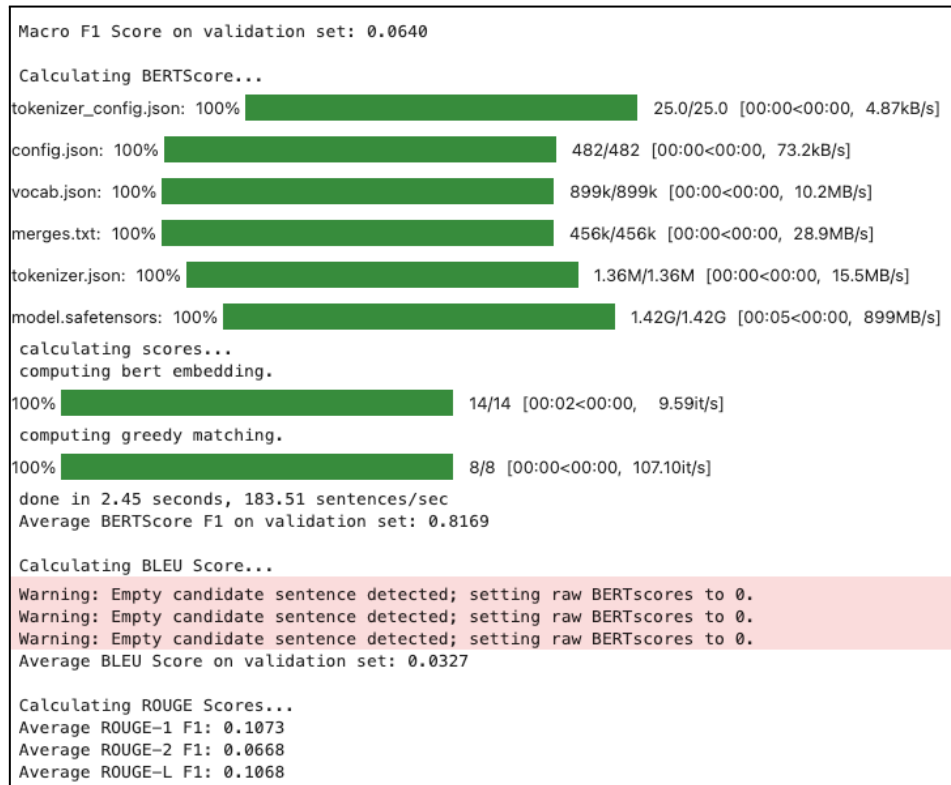 Macro F1 Score on validation set: 0.0640
Calculating BERTScore...
tokenizer_config.json: 100% 25.0/25.0 [00:00<00:00, 4.87kB/s]
config.json: 100% 482/482 [00:00<00:00, 73.2kB/s]
vocab.json: 100% 899k/899k [00:00<00:00, 10.2MB/s]
merges.txt: 100% 456k/456k [00:00<00:00, 28.9MB/s]
tokenizer.json: 100% 1.36M/1.36M [00:00<00:00, 15.5MB/s]
model.safetensors: 100% 1.42G/1.42G [00:05<00:00, 899MB/s]
calculating scores...
computing bert embedding.
100% 14/14 [00:02<00:00, 9.59it/s]
computing greedy matching.
100% 8/8 [00:00<00:00, 107.10it/s]
done in 2.45 seconds, 183.51 sentences/sec
Average BERTScore F1 on validation set: 0.8169
Calculating BLEU Score...
Warning: Empty candidate sentence detected; setting raw BERTscores to 0.
Warning: Empty candidate sentence detected; setting raw BERTscores to 0.
Warning: Empty candidate sentence detected; setting raw BERTscores to 0.
Average BLEU Score on validation set: 0.0327
Calculating ROUGE Scores...
Average ROUGE-1 F1: 0.1073
Average ROUGE-2 F1: 0.0668
Average ROUGE-L F1: 0.1068